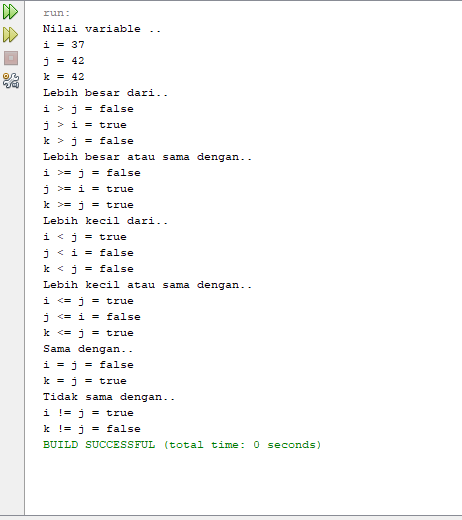 run:
Nilai variable ..
i = 37
j = 42
k = 42
Lebih besar dari..
i > j = false
j > i = true
k > j = false
Lebih besar atau sama dengan..
i >= j = false
j >= i = true
k >= j = true
Lebih kecil dari..
i < j = true
j < i = false
k < j = false
Lebih kecil atau sama dengan..
i <= j = true
j <= i = false
k <= j = true
Sama dengan..
i = j = false
k = j = true
Tidak sama dengan..
i != j = true
k != j = false
BUILD SUCCESSFUL (total time: 0 seconds)